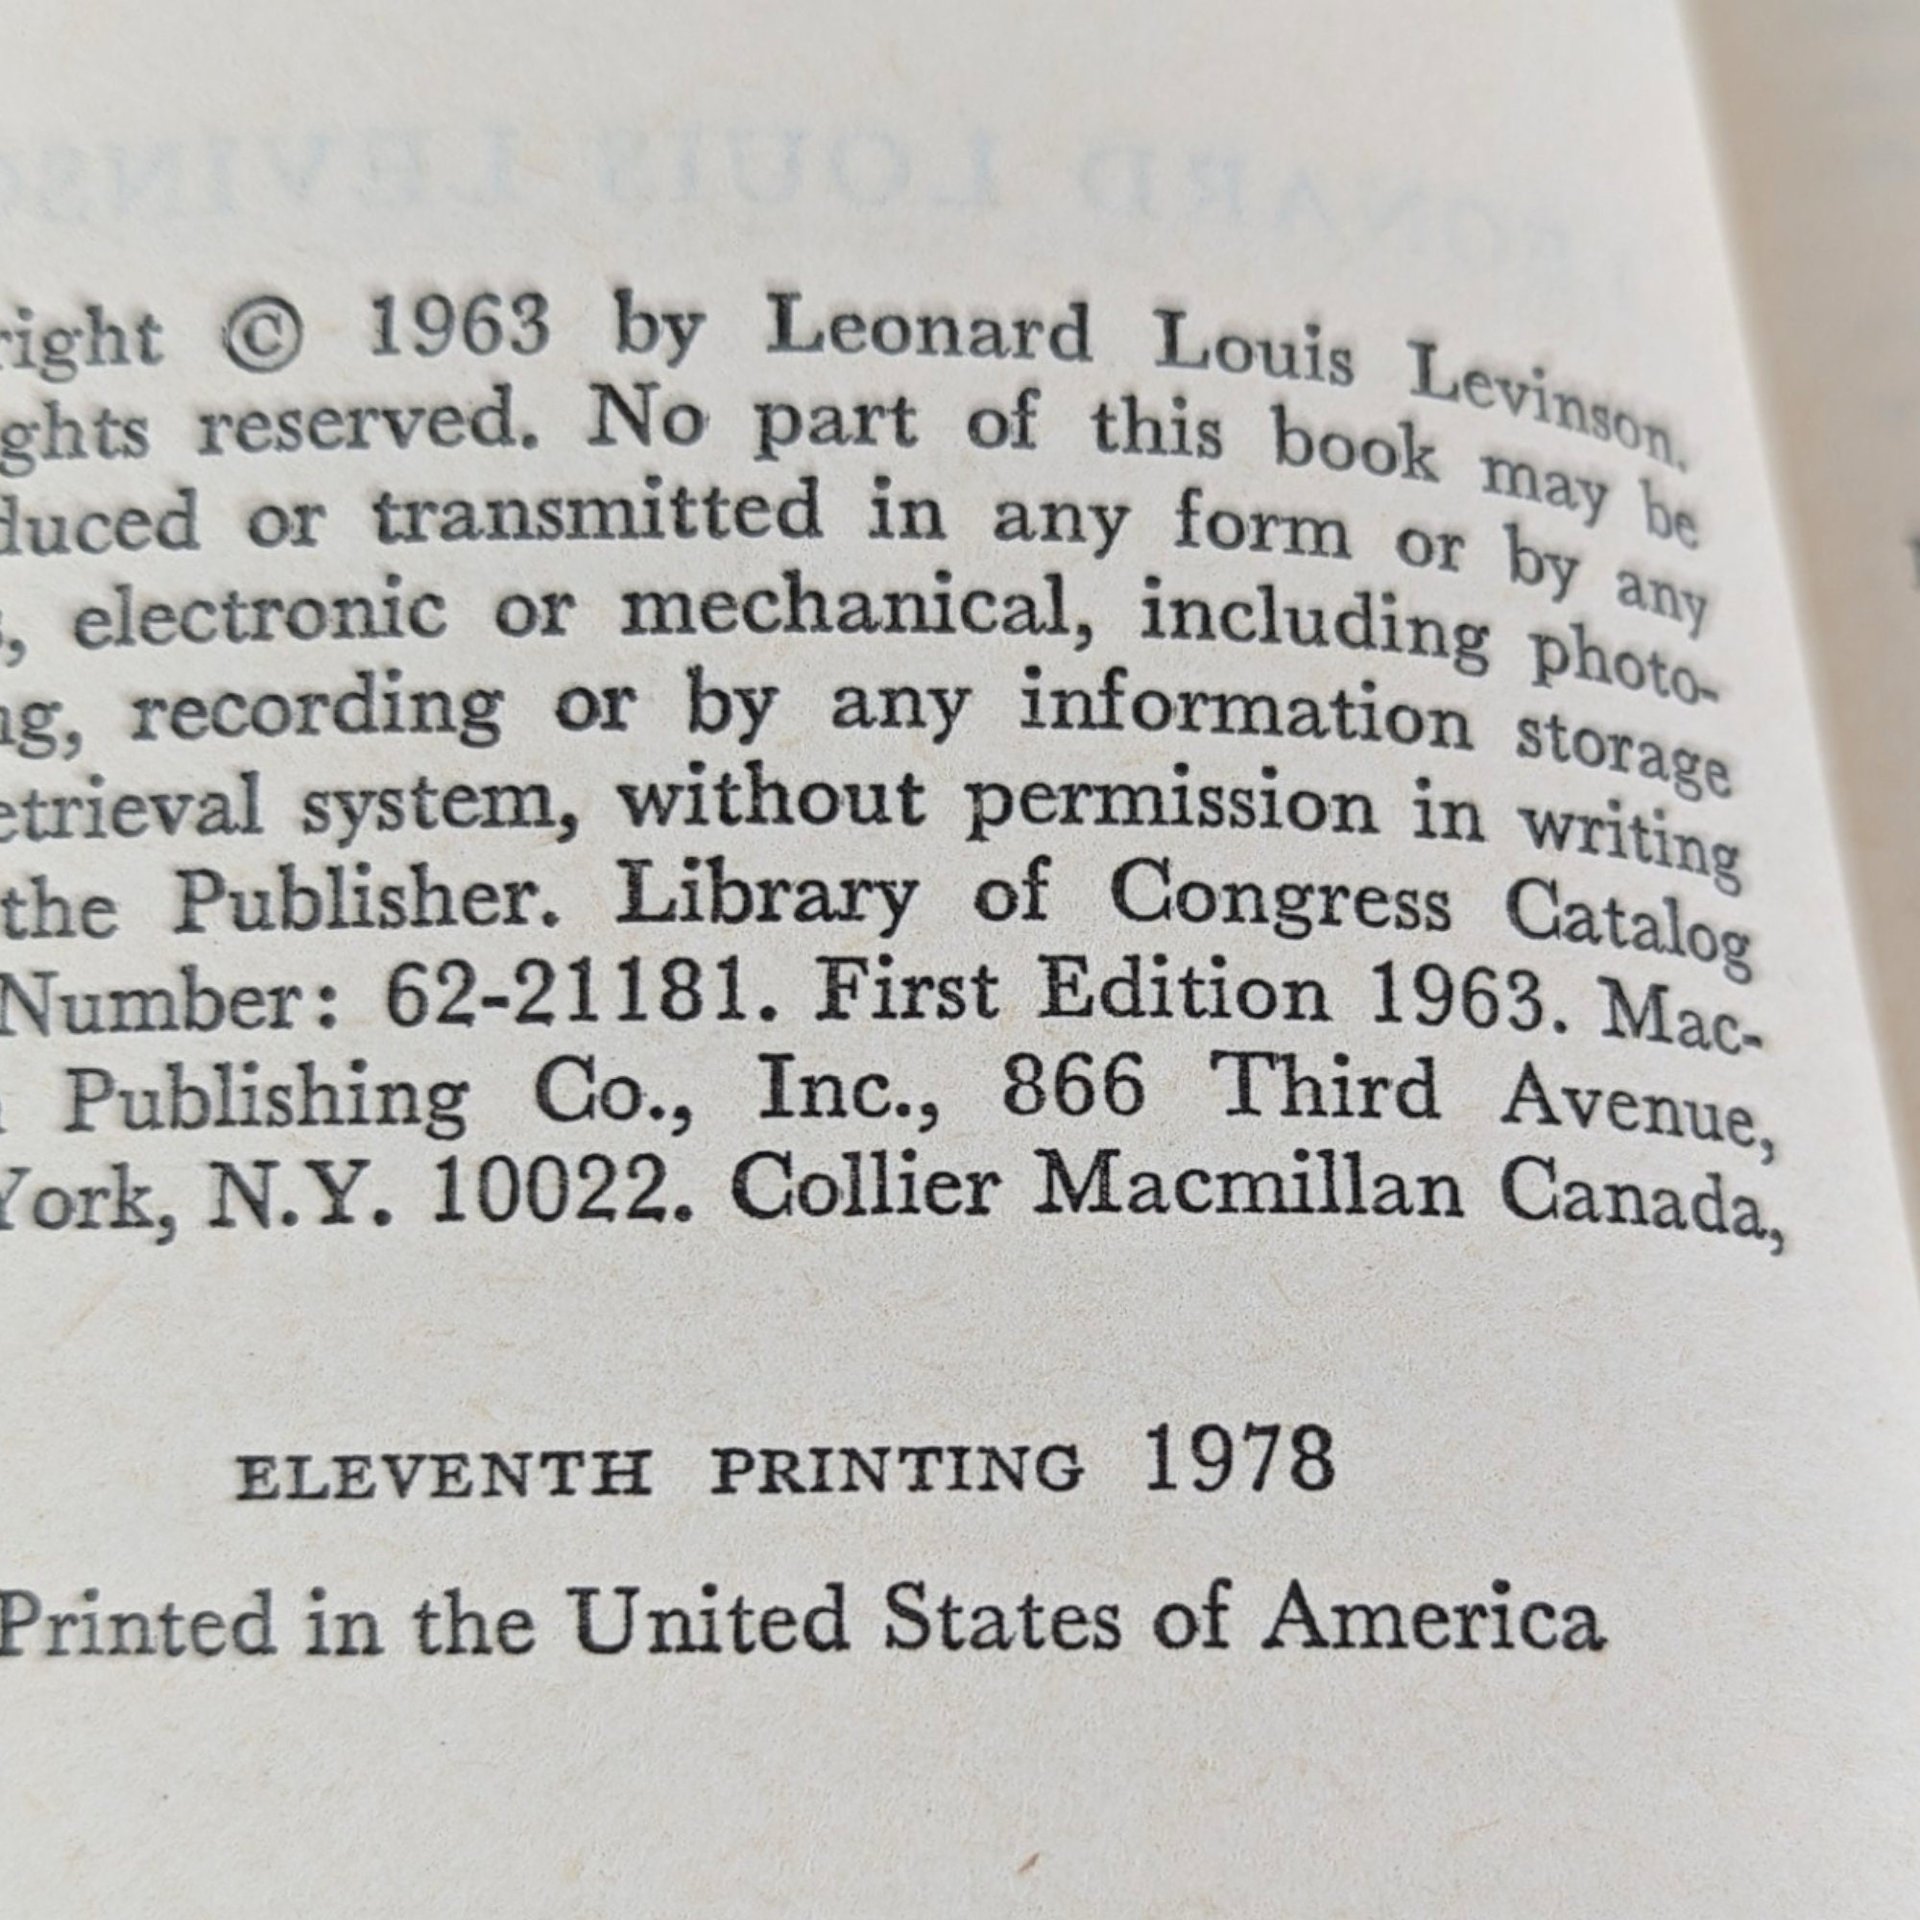 right © 1963 by Leonard Louis Levinson.
ghts reserved. No part of this book may be
duced or transmitted in any form or by any
s, electronic or mechanical, including photo-
ng, recording or by any information storage
etrieval system, without permission in writing
the Publisher. Library of Congress Catalog
Number: 62-21181. First Edition 1963. Mac-
Publishing Co., Inc., 866 Third Avenue,
York, N.Y. 10022. Collier Macmillan Canada,
ELEVENTH PRINTING 1978
Printed in the United States of America